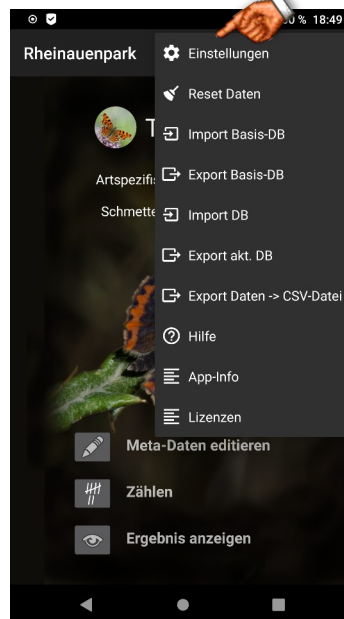 18:49
Rheinauenpark
Einstellungen
Reset Daten
Import Basis-DB
Export Basis-DB
Import DB
Export akt. DB
Export Daten -> CSV-Datei
Hilfe
App-Info
Lizenzen
Meta-Daten editieren
Zählen
Ergebnis anzeigen